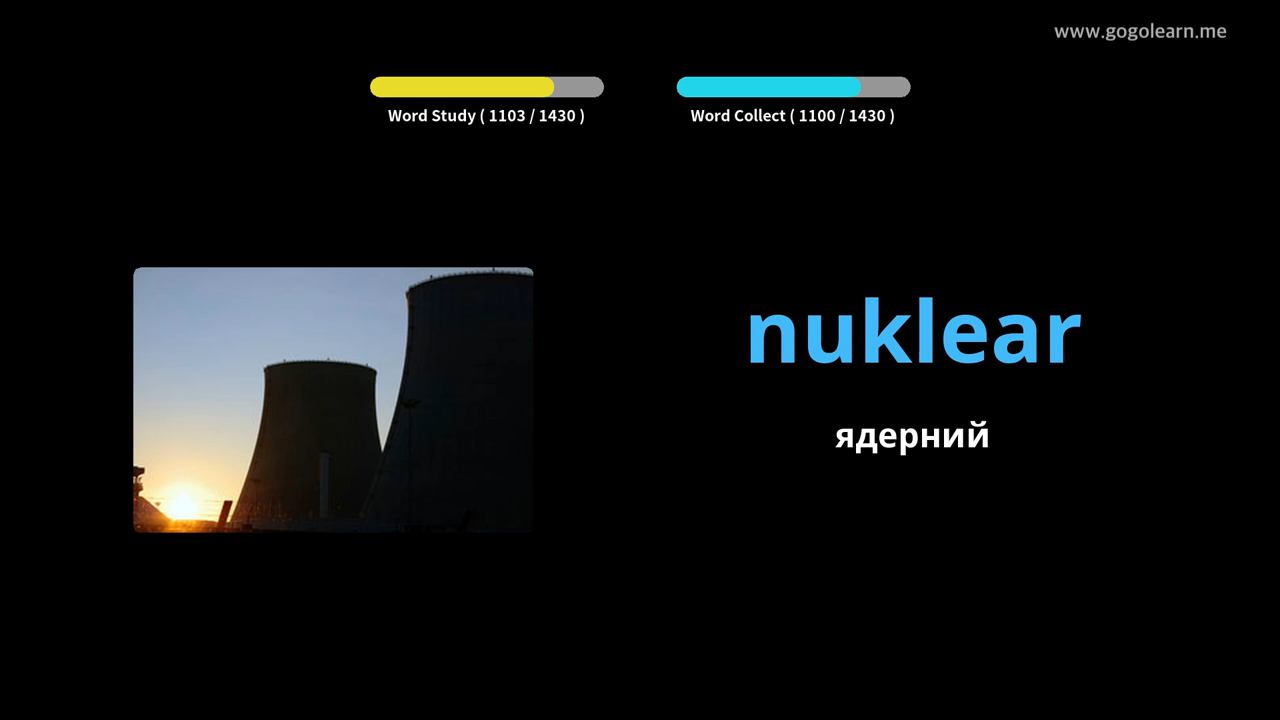 www.gogolearn.me
Word Study ( 1103 / 1430 )
Word Collect ( 1100 / 1430 )
nuklear
ядерний